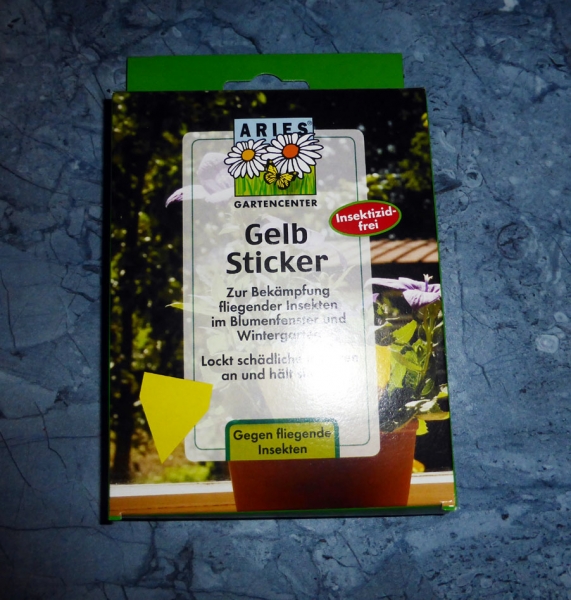 ARIES®
GARTENCENTER
Insektizid-
frei
Gelb
Sticker
Zur Bekämpfung
fliegender Insekten
im Blumenfenster und
Lockt schädliche
an und hält
Gegen fliegende
Insekten